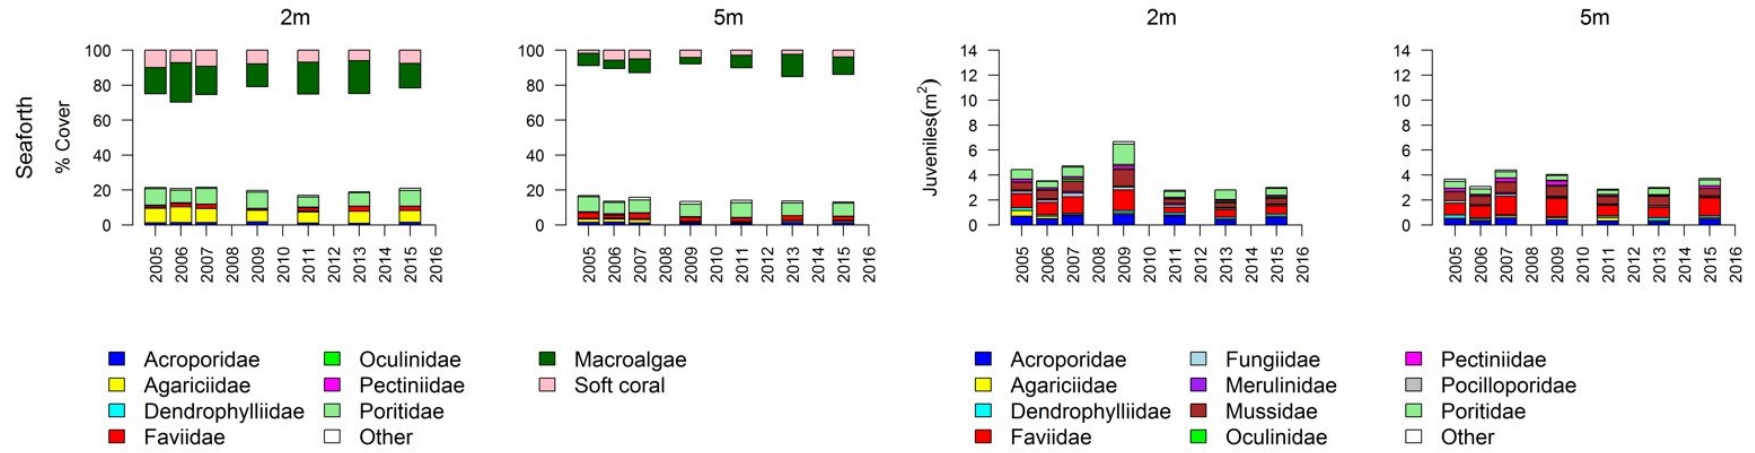 2m 5m 2m 5m
Seaforth
% Cover
100 80 60 40 20 0
2005 2006 2007 2008 2009 2010 2011 2012 2013 2014 2015 2016
100 80 60 40 20 0
2005 2006 2007 2008 2009 2010 2011 2012 2013 2014 2015 2016
Juveniles(m²)
14 12 10 8 6 4 2 0
2005 2006 2007 2008 2009 2010 2011 2012 2013 2014 2015 2016
14 12 10 8 6 4 2 0
2005 2006 2007 2008 2009 2010 2011 2012 2013 2014 2015 2016
Acroporidae
Agariciidae
Dendrophylliidae
Faviidae
Oculinidae
Pectiniidae
Poritidae
Other
Macroalgae
Soft coral
Acroporidae
Agariciidae
Dendrophylliidae
Faviidae
Fungiidae
Merulinidae
Mussidae
Oculinidae
Pectiniidae
Pocilloporidae
Poritidae
Other